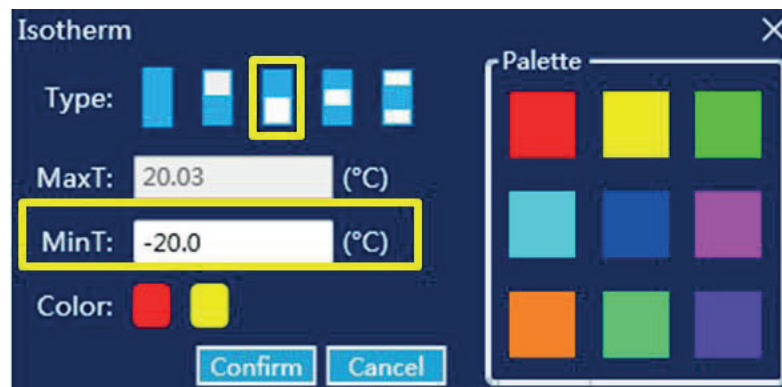 Isotherm
Palette
Type:
MaxT: 20.03 (°C)
MinT: -20.0 (°C)
Color:
Confirm Cancel